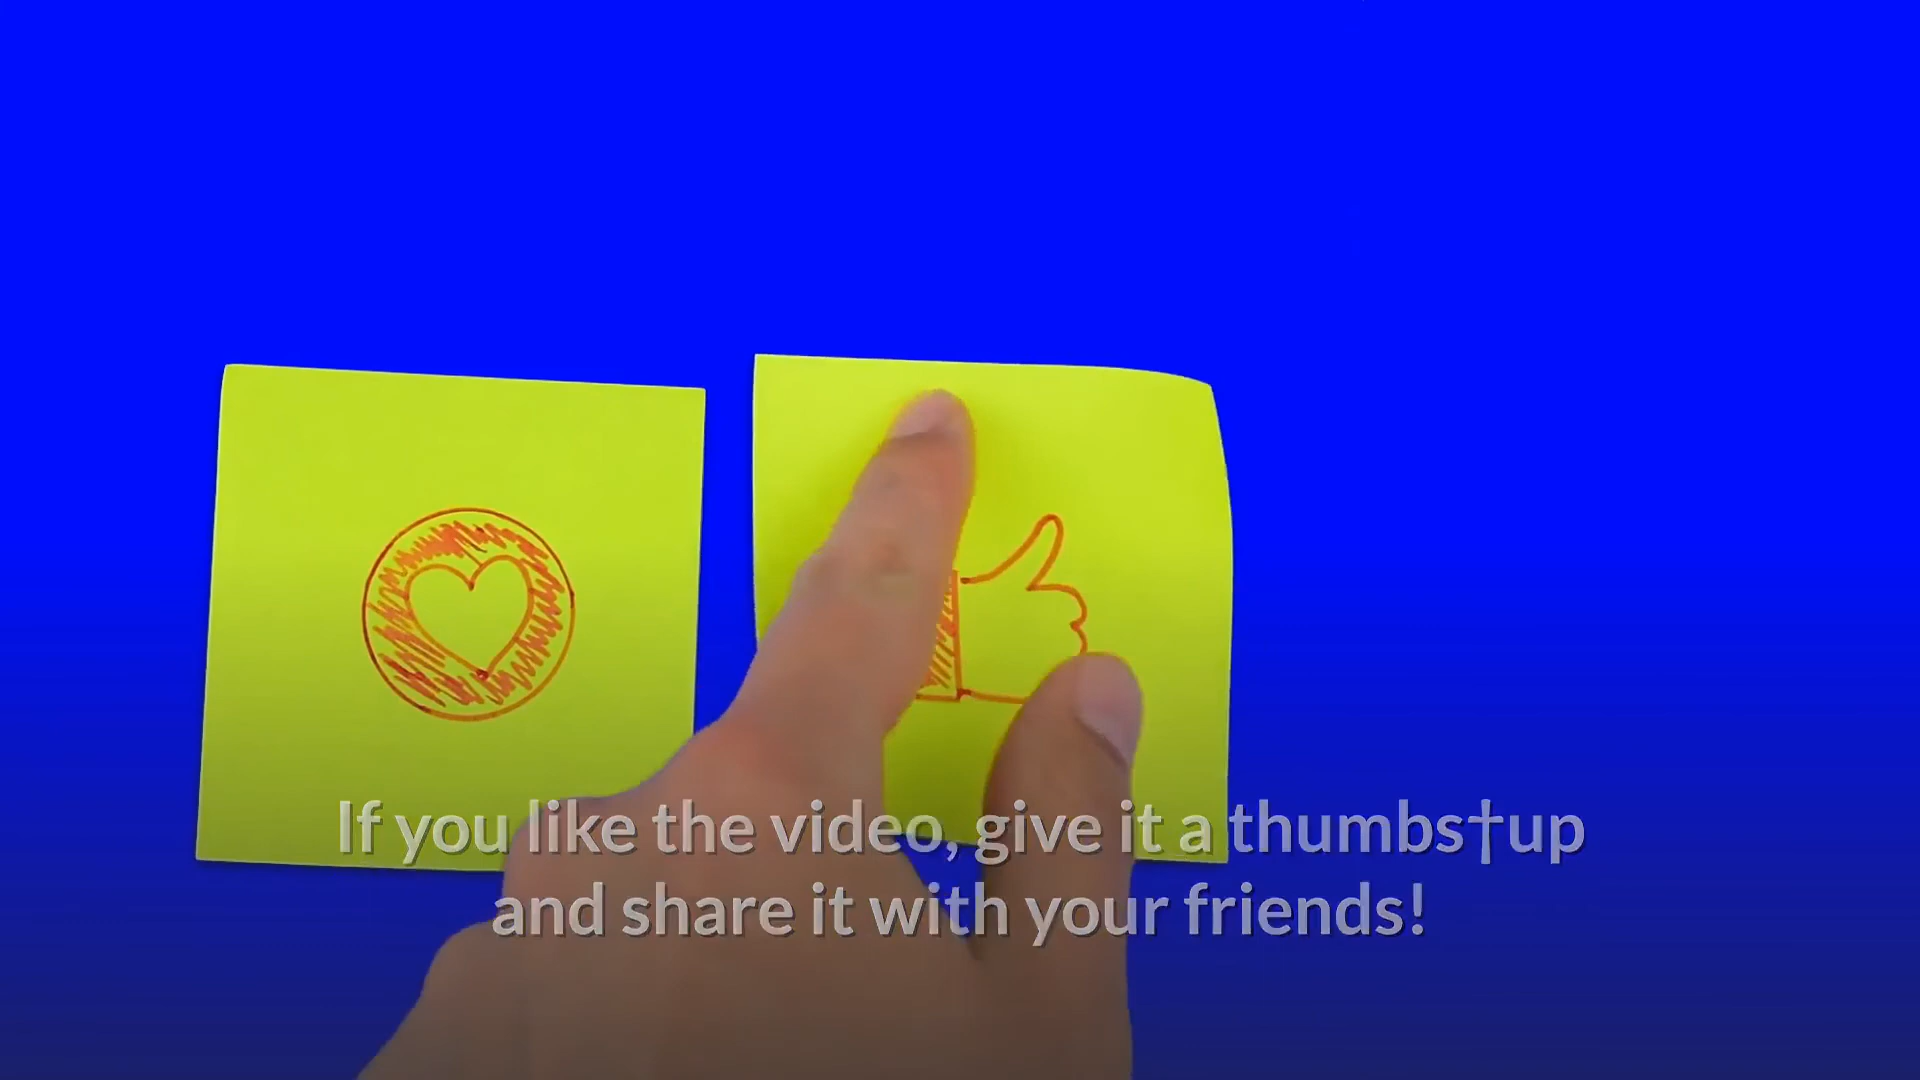 If you like the video, give it a thumbs†up
and share it with your friends!